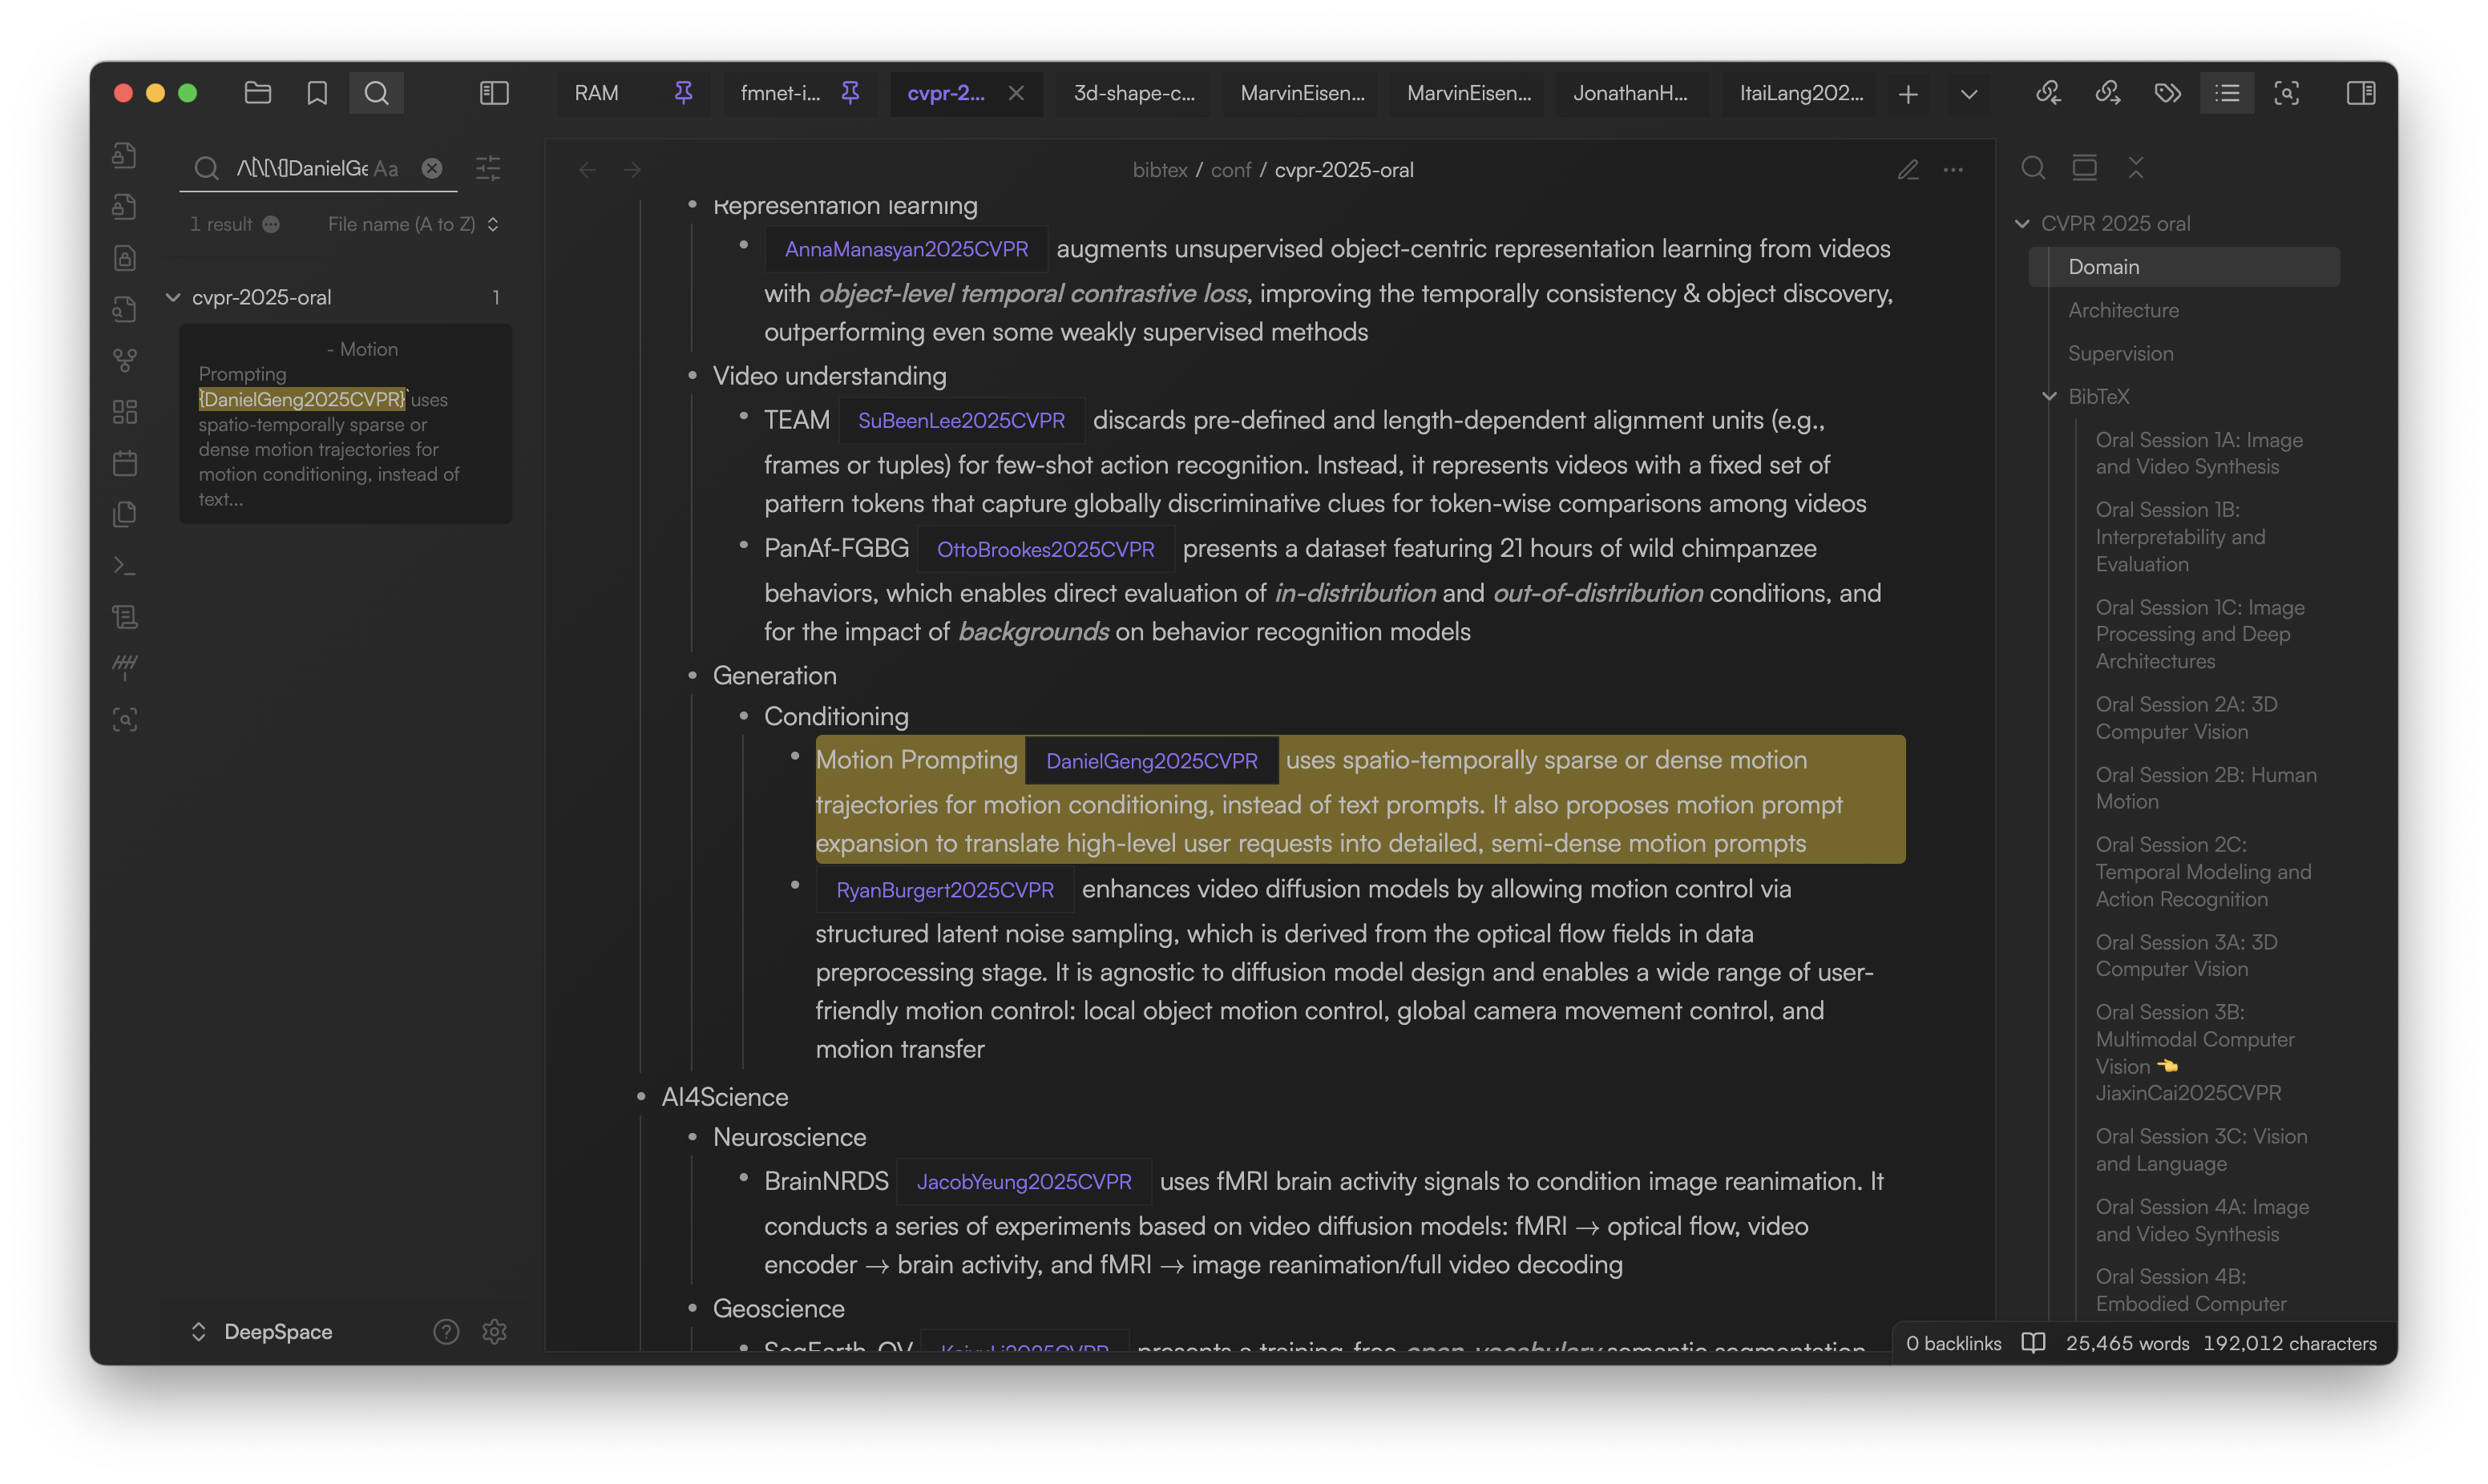 RAM
fmnet-i...
cvpr-2...
3d-shape-c...
MarvinEisen...
MarvinEisen...
JonathanH...
ItaiLang202...
DanielGe
Aa
1 result
File name (A to Z)
cvpr-2025-oral
1
- Motion
Prompting
{DanielGeng2025CVPR}` uses
spatio-temporally sparse or
dense motion trajectories for
motion conditioning, instead of
text...
DeepSpace
bibtex / conf / cvpr-2025-oral
Representation learning
AnnaManasyan2025CVPR augments unsupervised object-centric representation learning from videos
with object-level temporal contrastive loss, improving the temporally consistency & object discovery,
outperforming even some weakly supervised methods
Video understanding
TEAM SuBeenLee2025CVPR discards pre-defined and length-dependent alignment units (e.g.,
frames or tuples) for few-shot action recognition. Instead, it represents videos with a fixed set of
pattern tokens that capture globally discriminative clues for token-wise comparisons among videos
PanAf-FGBG OttoBrookes2025CVPR presents a dataset featuring 21 hours of wild chimpanzee
behaviors, which enables direct evaluation of in-distribution and out-of-distribution conditions, and
for the impact of backgrounds on behavior recognition models
Generation
Conditioning
Motion Prompting DanielGeng2025CVPR uses spatio-temporally sparse or dense motion
trajectories for motion conditioning, instead of text prompts. It also proposes motion prompt
expansion to translate high-level user requests into detailed, semi-dense motion prompts
RyanBurgert2025CVPR enhances video diffusion models by allowing motion control via
structured latent noise sampling, which is derived from the optical flow fields in data
preprocessing stage. It is agnostic to diffusion model design and enables a wide range of user-
friendly motion control: local object motion control, global camera movement control, and
motion transfer
AI4Science
Neuroscience
BrainNRDS JacobYeung2025CVPR uses fMRI brain activity signals to condition image reanimation. It
conducts a series of experiments based on video diffusion models: fMRI → optical flow, video
encoder → brain activity, and fMRI → image reanimation/full video decoding
Geoscience
SegEarth-OV KaiyuLi2025CVPR presents a training-free open-vocabulary semantic segmentation
CVPR 2025 oral
Domain
Architecture
Supervision
BibTeX
Oral Session 1A: Image
and Video Synthesis
Oral Session 1B:
Interpretability and
Evaluation
Oral Session 1C: Image
Processing and Deep
Architectures
Oral Session 2A: 3D
Computer Vision
Oral Session 2B: Human
Motion
Oral Session 2C:
Temporal Modeling and
Action Recognition
Oral Session 3A: 3D
Computer Vision
Oral Session 3B:
Multimodal Computer
Vision 👈
JiaxinCai2025CVPR
Oral Session 3C: Vision
and Language
Oral Session 4A: Image
and Video Synthesis
Oral Session 4B:
Embodied Computer
0 backlinks
25,465 words
192,012 characters